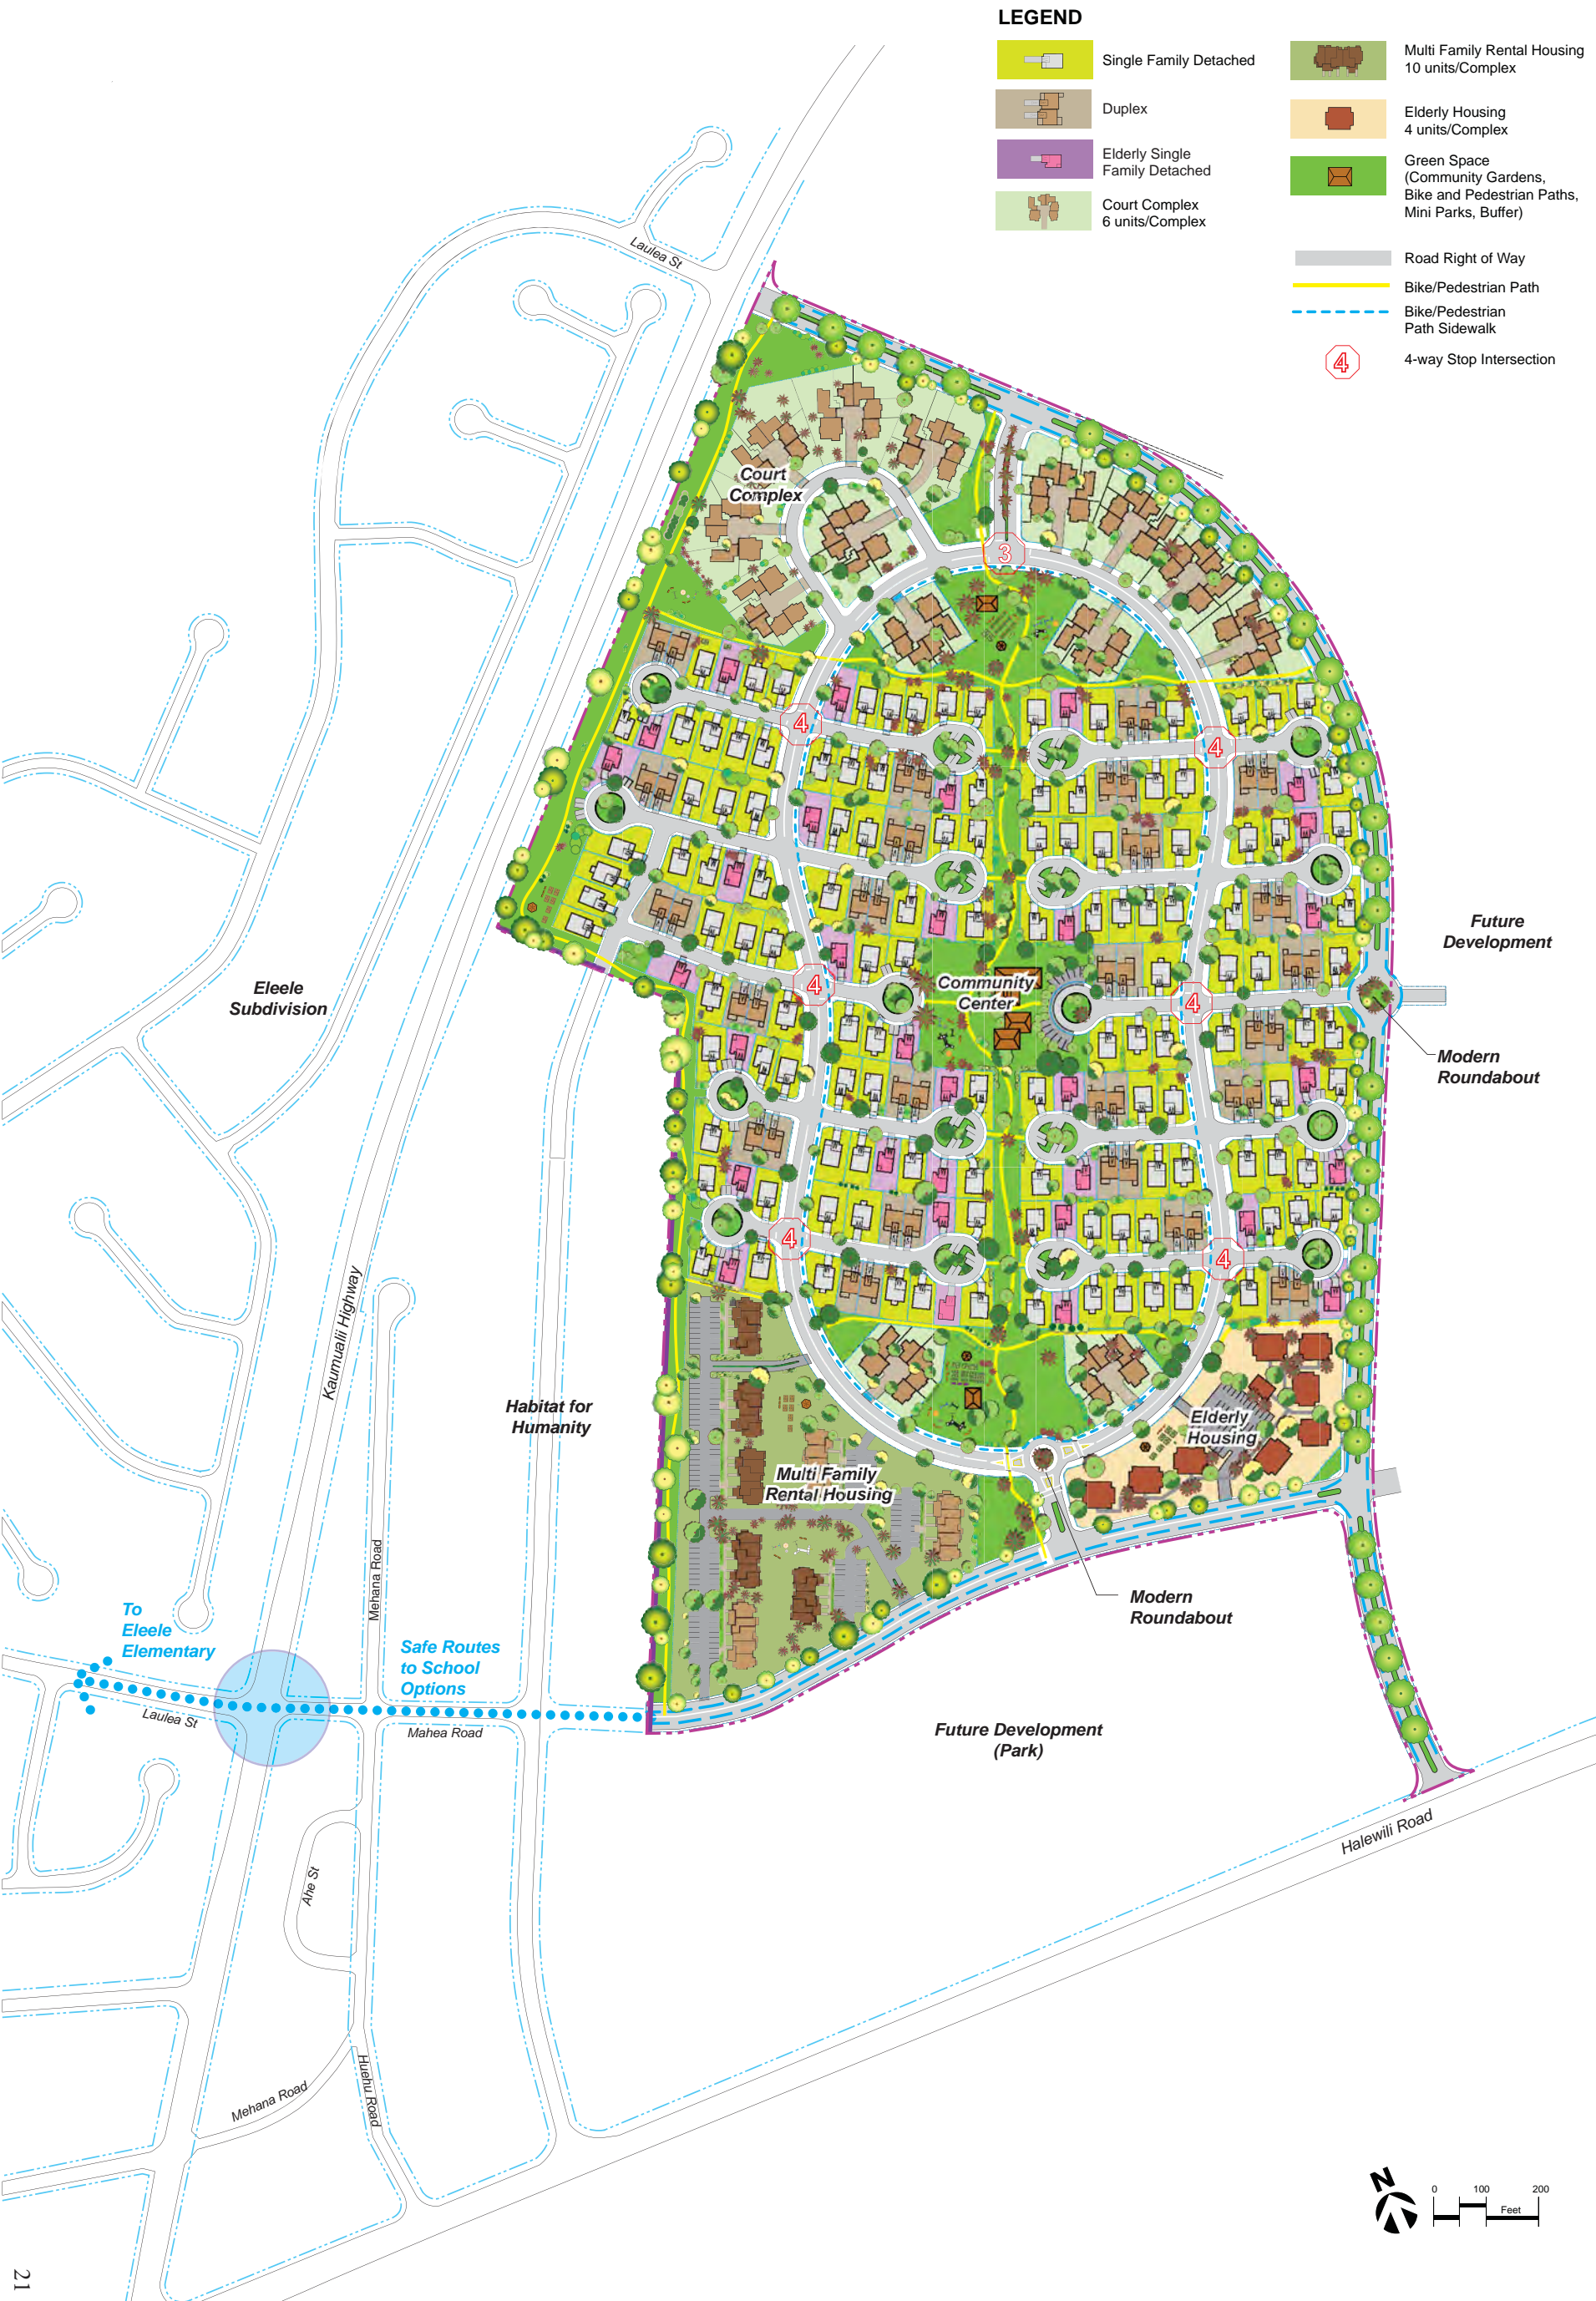 LEGEND
Single Family Detached
Duplex
Elderly Single
Family Detached
Court Complex
6 units/Complex
Multi Family Rental Housing
10 units/Complex
Elderly Housing
4 units/Complex
Green Space
(Community Gardens,
Bike and Pedestrian Paths,
Mini Parks, Buffer)
Road Right of Way
Bike/Pedestrian Path
Bike/Pedestrian
Path Sidewalk
4
4-way Stop Intersection
Laulea St
Court
Complex
3
4
4
Future
Development
Eleele
Subdivision
Community
Center
4
4
Modern
Roundabout
Kaumualii Highway
4
4
Habitat for
Humanity
Elderly
Housing
Multi Family
Rental Housing
Mehana Road
Modern
Roundabout
To
Eleele
Elementary
Safe Routes
to School
Options
Laulea St
Mahea Road
Future Development
(Park)
Halewili Road
Ahe St
Mehana Road
Huehu Road
N
0 100 200
Feet
21